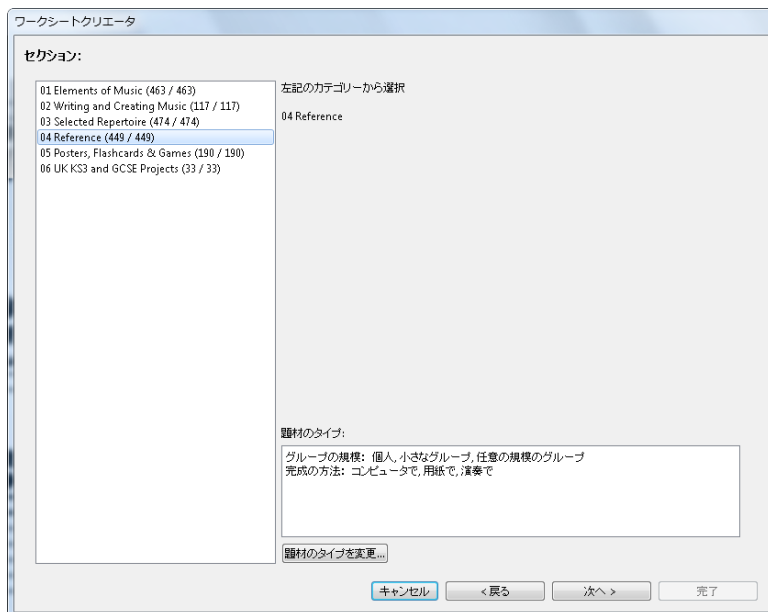 ワークシートクリエータ
セクション:
01 Elements of Music (463 / 463)
02 Writing and Creating Music (117 / 117)
03 Selected Repertoire (474 / 474)
04 Reference (449 / 449)
05 Posters, Flashcards & Games (190 / 190)
06 UK KS3 and GCSE Projects (33 / 33)
左記のカテゴリーから選択
04 Reference
題材のタイプ:
グループの規模: 個人, 小さなグループ, 任意の規模のグループ
完成の方法: コンピュータで, 用紙で, 演奏で
題材のタイプを変更...
キャンセル
< 戻る
次へ >
完了